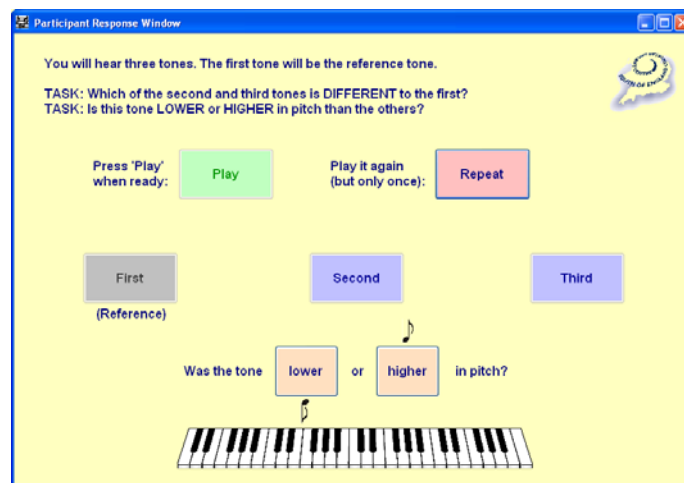 Participant Response Window
You will hear three tones. The first tone will be the reference tone.
TASK: Which of the second and third tones is DIFFERENT to the first?
TASK: Is this tone LOWER or HIGHER in pitch than the others?
Press 'Play'
when ready:
Play
Play it again
(but only once):
Repeat
First
Second
Third
(Reference)
Was the tone lower or higher in pitch?